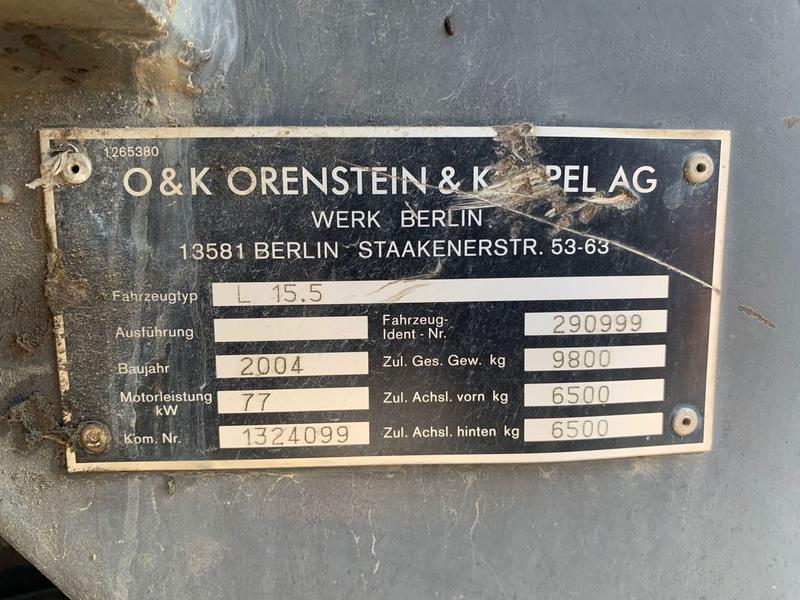 1265380
O&K ORENSTEIN & K PEL AG
WERK BERLIN
13581 BERLIN STAAKENERSTR. 53-63
Fahrzeugtyp L 15.5
Ausführung
Fahrzeug-
Ident - Nr. 290999
Baujahr 2004 Zul. Ges. Gew. kg 9800
Motorleistung
kW 77 Zul. Achsl. vorn kg 6500
Kom. Nr. 1324099 Zul. Achsl. hinten kg 6500